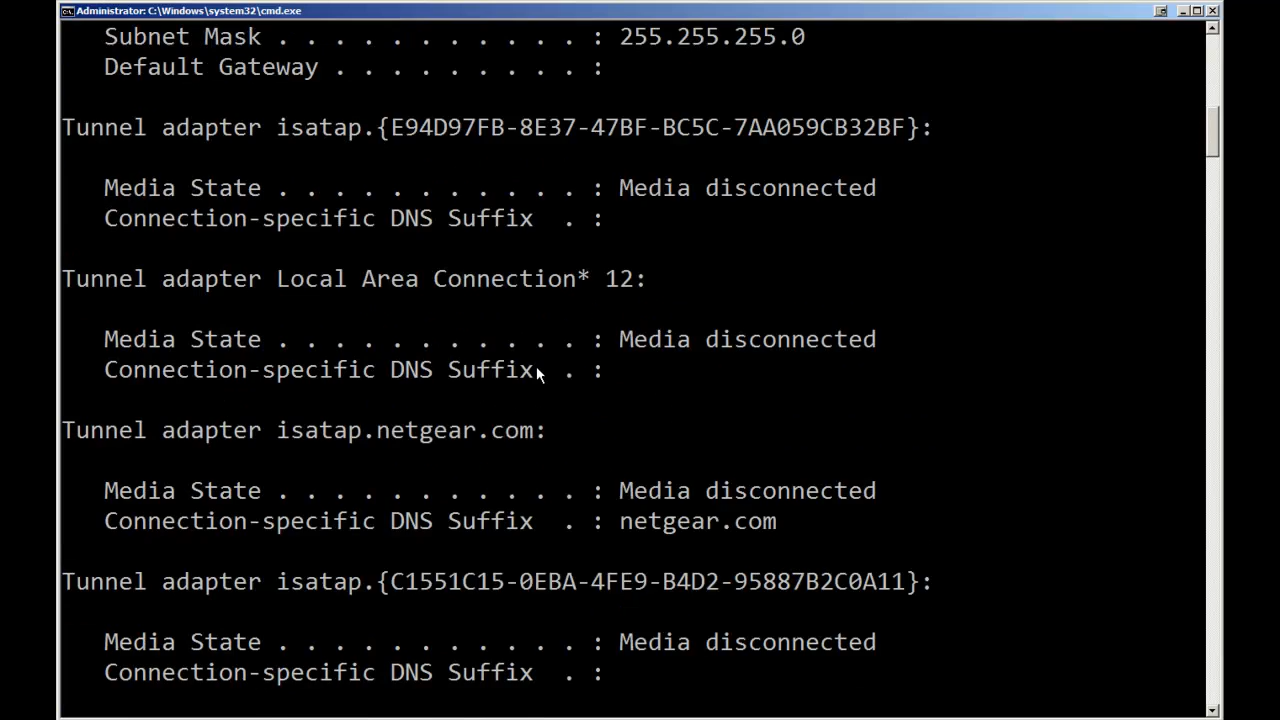 Administrator: C:\Windows\system32\cmd.exe
Subnet Mask . . . . . . . . . . . : 255.255.255.0
Default Gateway . . . . . . . . . :
Tunnel adapter isatap.{E94D97FB-8E37-47BF-BC5C-7AA059CB32BF}:
Media State . . . . . . . . . . . : Media disconnected
Connection-specific DNS Suffix  . :
Tunnel adapter Local Area Connection* 12:
Media State . . . . . . . . . . . : Media disconnected
Connection-specific DNS Suffix  . :
Tunnel adapter isatap.netgear.com:
Media State . . . . . . . . . . . : Media disconnected
Connection-specific DNS Suffix  . : netgear.com
Tunnel adapter isatap.{C1551C15-0EBA-4FE9-B4D2-95887B2C0A11}:
Media State . . . . . . . . . . . : Media disconnected
Connection-specific DNS Suffix  . :